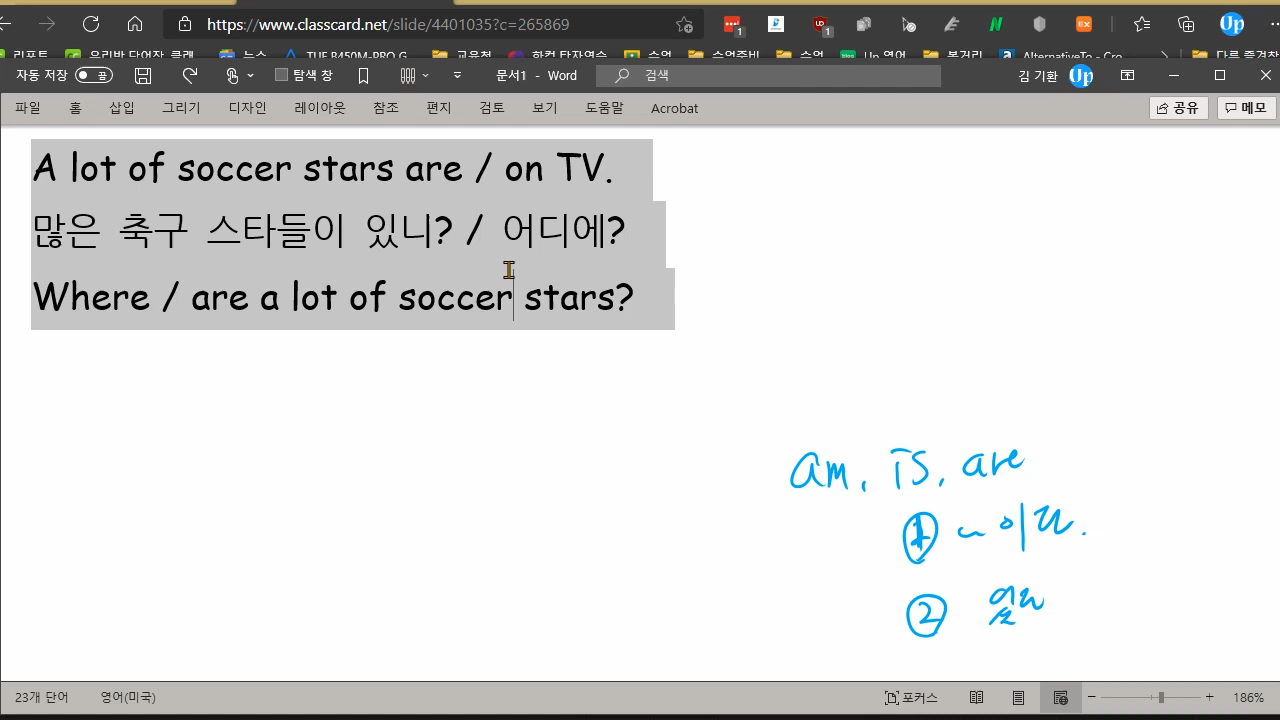 https://www.classcard.net/slide/4401035?c=265869
자동 저장 끔 탐색 창 문서1 - Word 검색 김 기환 Up
파일 홈 삽입 그리기 디자인 레이아웃 참조 편지 검토 보기 도움말 Acrobat 공유 메모
A lot of soccer stars are / on TV.
많은 축구 스타들이 있니? / 어디에?
Where / are a lot of soccer stars?
am, is, are
① ~이다.
② 있다
23개 단어 영어(미국) 포커스 186%